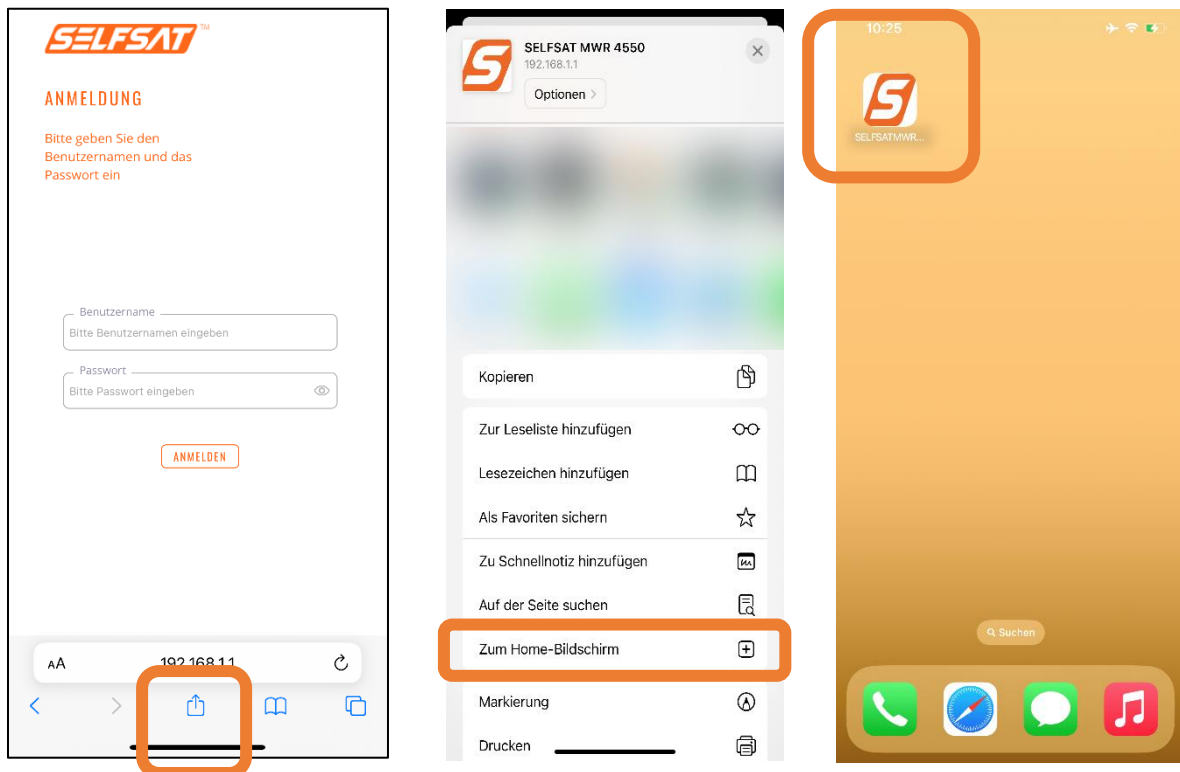 SELFSAT™
ANMELDUNG
Bitte geben Sie den
Benutzernamen und das
Passwort ein
Benutzername
Bitte Benutzernamen eingeben
Passwort
Bitte Passwort eingeben
ANMELDEN
AA
192.168.1.1
SELFSAT MWR 4550
192.168.1.1
Optionen
Kopieren
Zur Leseliste hinzufügen
Lesezeichen hinzufügen
Als Favoriten sichern
Zu Schnellnotiz hinzufügen
Auf der Seite suchen
Zum Home-Bildschirm
Markierung
Drucken
10:25
S
SELFSATMWR...
Suchen